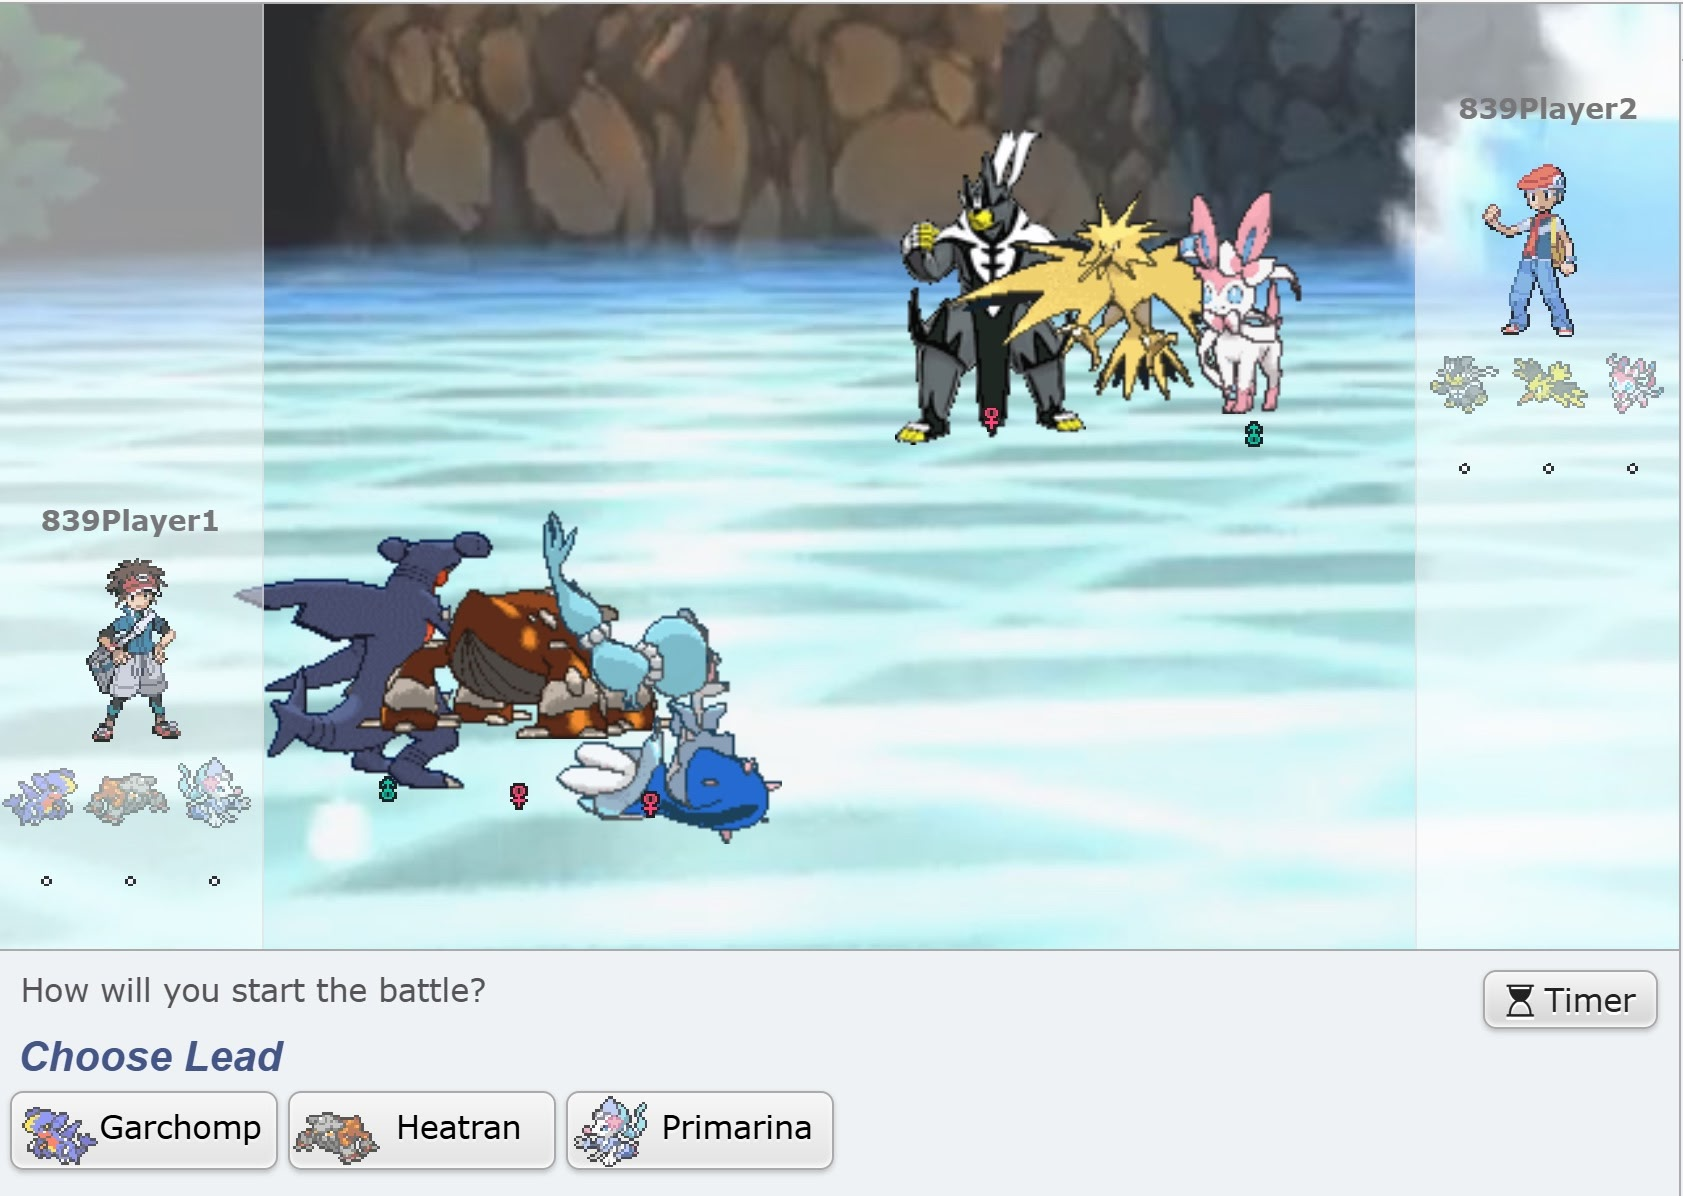 839Player2
839Player1
How will you start the battle?
Timer
Choose Lead
Garchomp
Heatran
Primarina